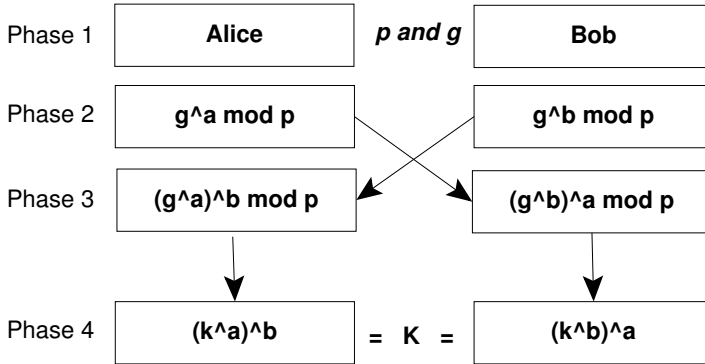 Phase 1 Alice p and g Bob
Phase 2 g^a mod p g^b mod p
Phase 3 (g^a)^b mod p (g^b)^a mod p
Phase 4 (k^a)^b = K = (k^b)^a